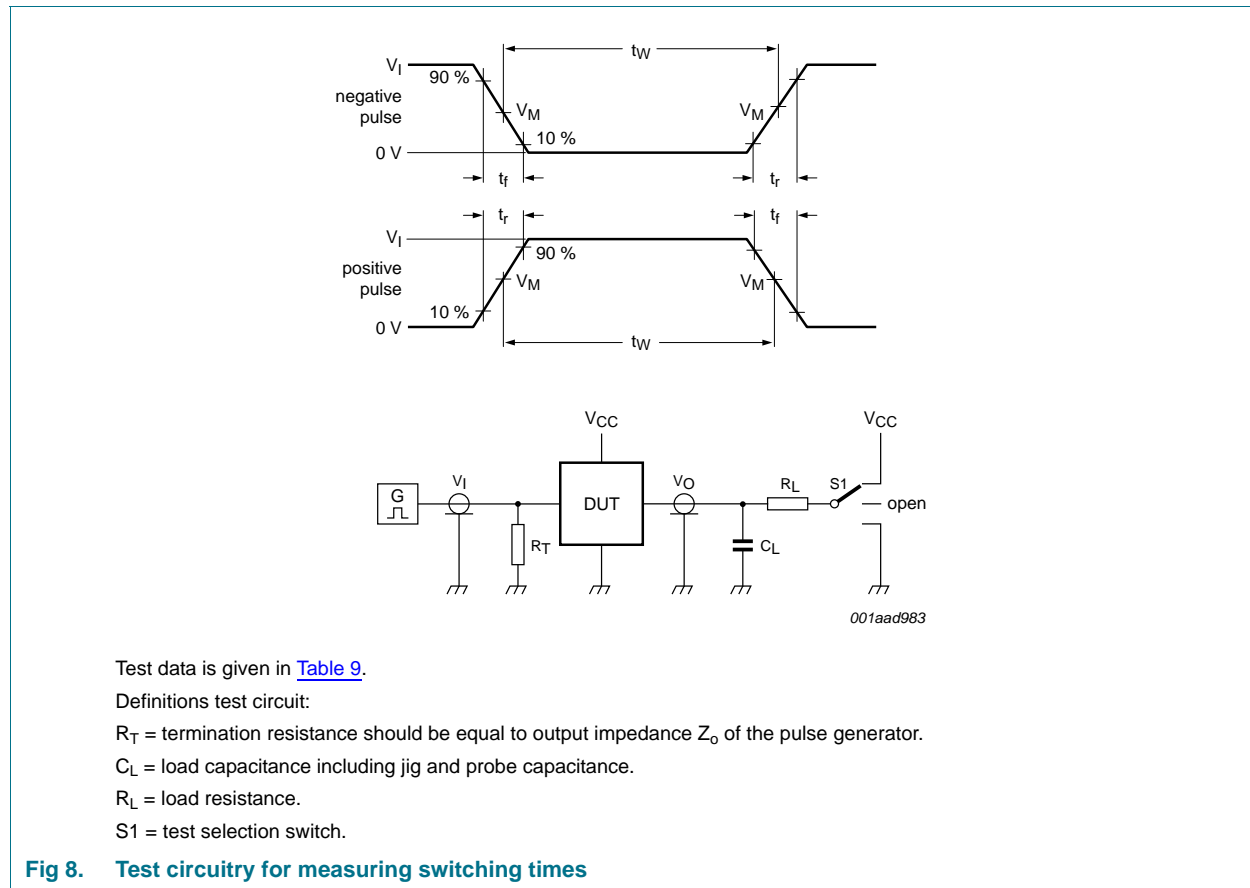 tW
VI
90 %
negative
pulse
VM
VM
10 %
0 V
tf
tr
tr
tf
VI
90 %
positive
pulse
VM
VM
10 %
0 V
tW
VCC
VCC
G
VI
DUT
VO
RL
S1
open
RT
CL
001aad983
Test data is given in Table 9.
Definitions test circuit:
RT = termination resistance should be equal to output impedance Zo of the pulse generator.
CL = load capacitance including jig and probe capacitance.
RL = load resistance.
S1 = test selection switch.
Fig 8. Test circuitry for measuring switching times